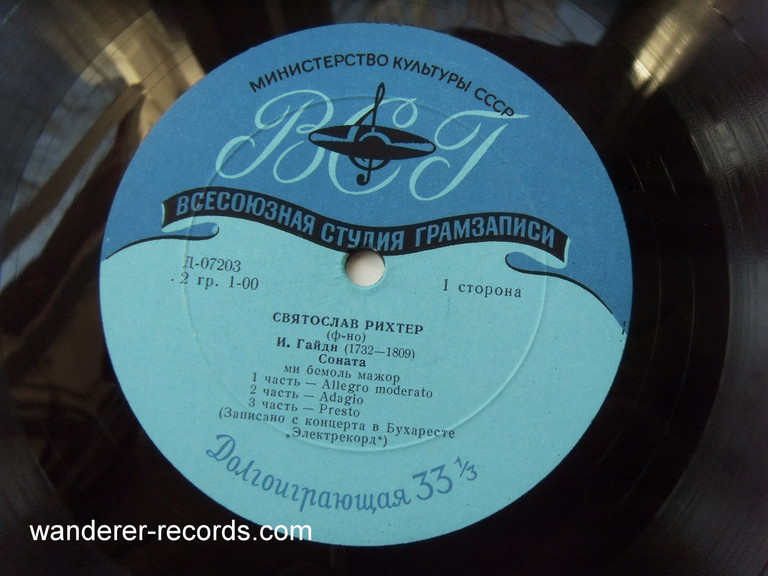 МИНИСТЕРСТВО КУЛЬТУРЫ СССР
ВСГ
ВСЕСОЮЗНАЯ СТУДИЯ ГРАМЗАПИСИ
Д-07203
2 гр. 1-00
1 сторона
СВЯТОСЛАВ РИХТЕР
(ф-но)
И. Гайдн (1732—1809)
Соната
ми бемоль мажор
1 часть — Allegro moderato
2 часть — Adagio
3 часть — Presto
(Записано с концерта в Бухаресте
„Электрекорд“)
Долгоиграющая 33 1/3
wanderer-records.com